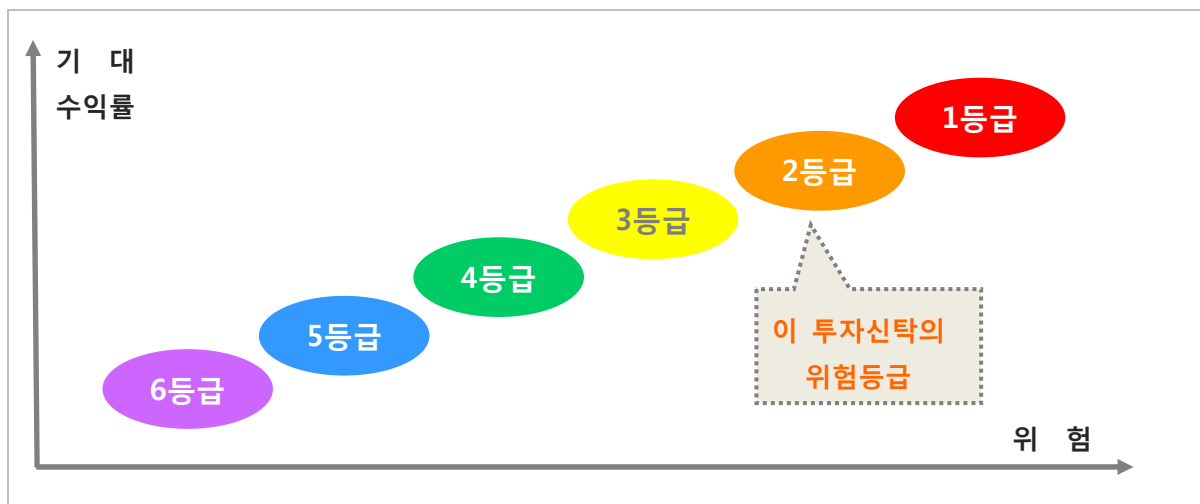 기 대
수익률
1등급
2등급
3등급
4등급
5등급
6등급
이 투자신탁의
위험등급
위 험